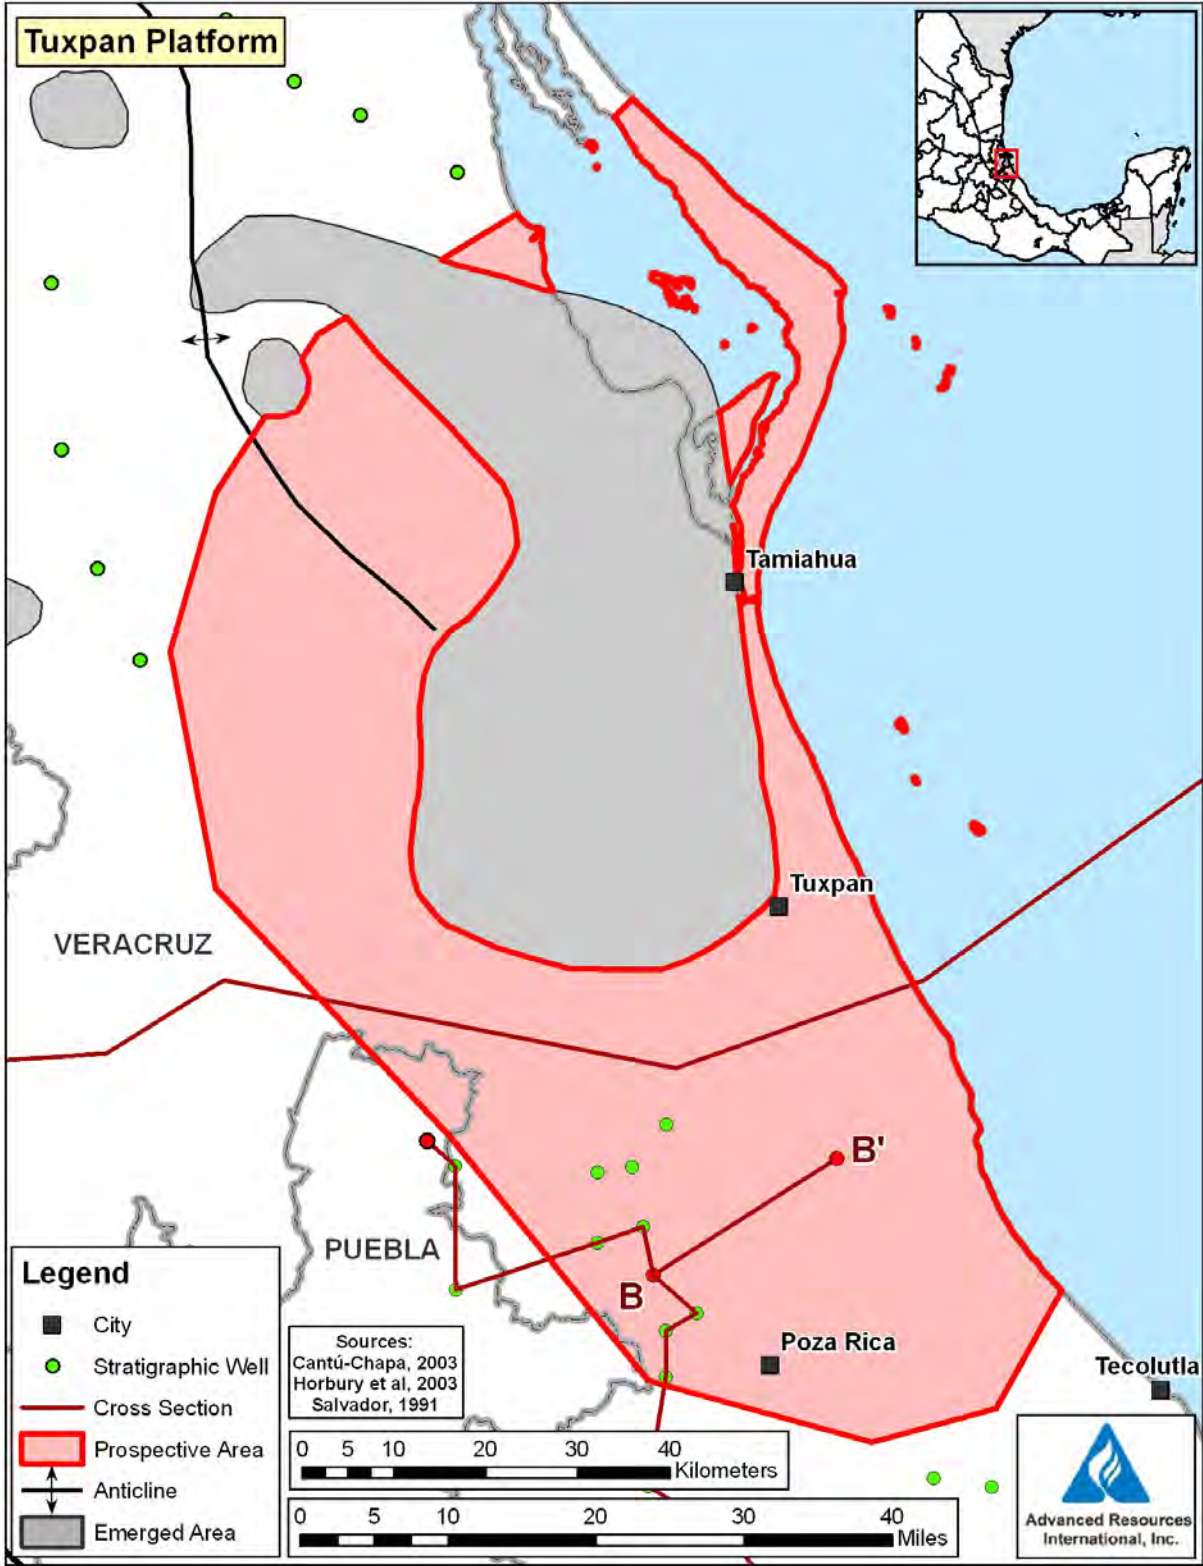 Tuxpan Platform
Tamiahua
Tuxpan
VERACRUZ
B'
PUEBLA
B
Poza Rica
Tecolutla
Legend
City
Stratigraphic Well
Cross Section
Prospective Area
Anticline
Emerged Area
Sources:
Cantú-Chapa, 2003
Horbury et al, 2003
Salvador, 1991
0 5 10 20 30 40
Kilometers
0 5 10 20 30 40
Miles
Advanced Resources
International, Inc.